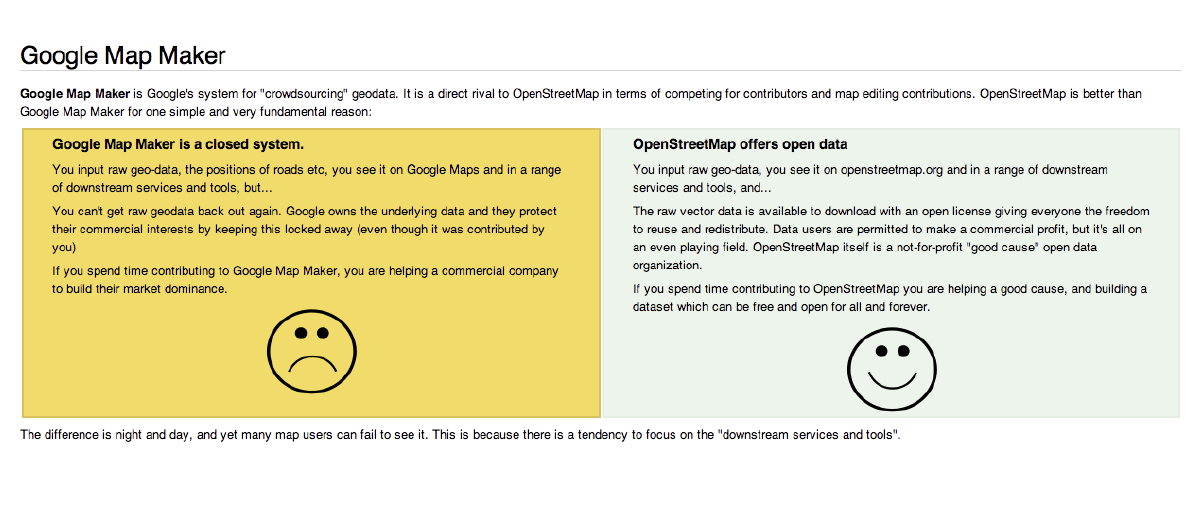 Google Map Maker
Google Map Maker is Google's system for "crowdsourcing" geodata. It is a direct rival to OpenStreetMap in terms of competing for contributors and map editing contributions. OpenStreetMap is better than
Google Map Maker for one simple and very fundamental reason:
Google Map Maker is a closed system.
You input raw geo-data, the positions of roads etc, you see it on Google Maps and in a range
of downstream services and tools, but...
You can't get raw geodata back out again. Google owns the underlying data and they protect
their commercial interests by keeping this locked away (even though it was contributed by
you)
If you spend time contributing to Google Map Maker, you are helping a commercial company
to build their market dominance.
OpenStreetMap offers open data
You input raw geo-data, you see it on openstreetmap.org and in a range of downstream
services and tools, and...
The raw vector data is available to download with an open license giving everyone the freedom
to reuse and redistribute. Data users are permitted to make a commercial profit, but it's all on
an even playing field. OpenStreetMap itself is a not-for-profit "good cause" open data
organization.
If you spend time contributing to OpenStreetMap you are helping a good cause, and building a
dataset which can be free and open for all and forever.
The difference is night and day, and yet many map users can fail to see it. This is because there is a tendency to focus on the "downstream services and tools".